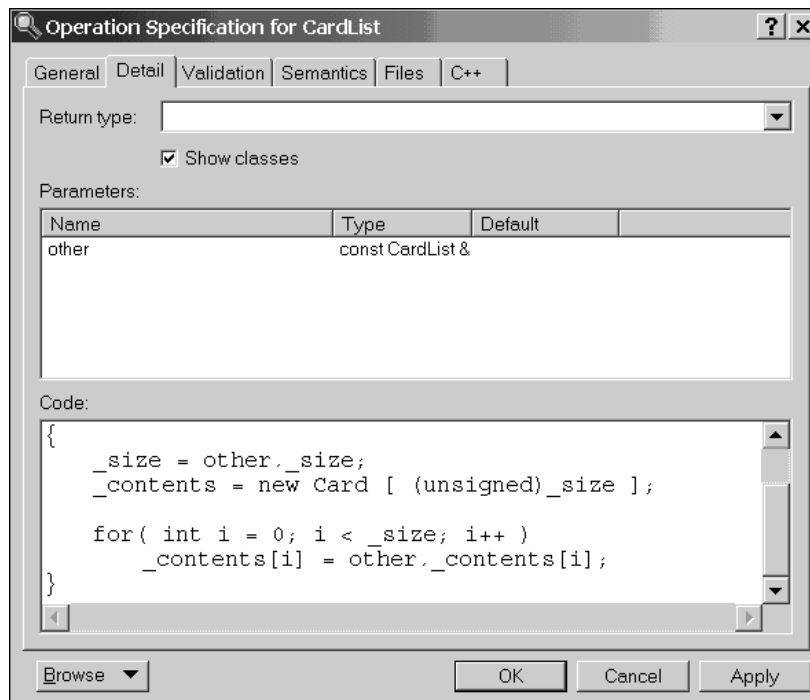 Operation Specification for CardList
General Detail Validation Semantics Files C++
Return type:
Show classes
Parameters:
Name Type Default
other const CardList &
Code:
{
_size = other._size;
_contents = new Card [ (unsigned)_size ];
for( int i = 0; i < _size; i++ )
_contents[i] = other._contents[i];
}
Browse OK Cancel Apply